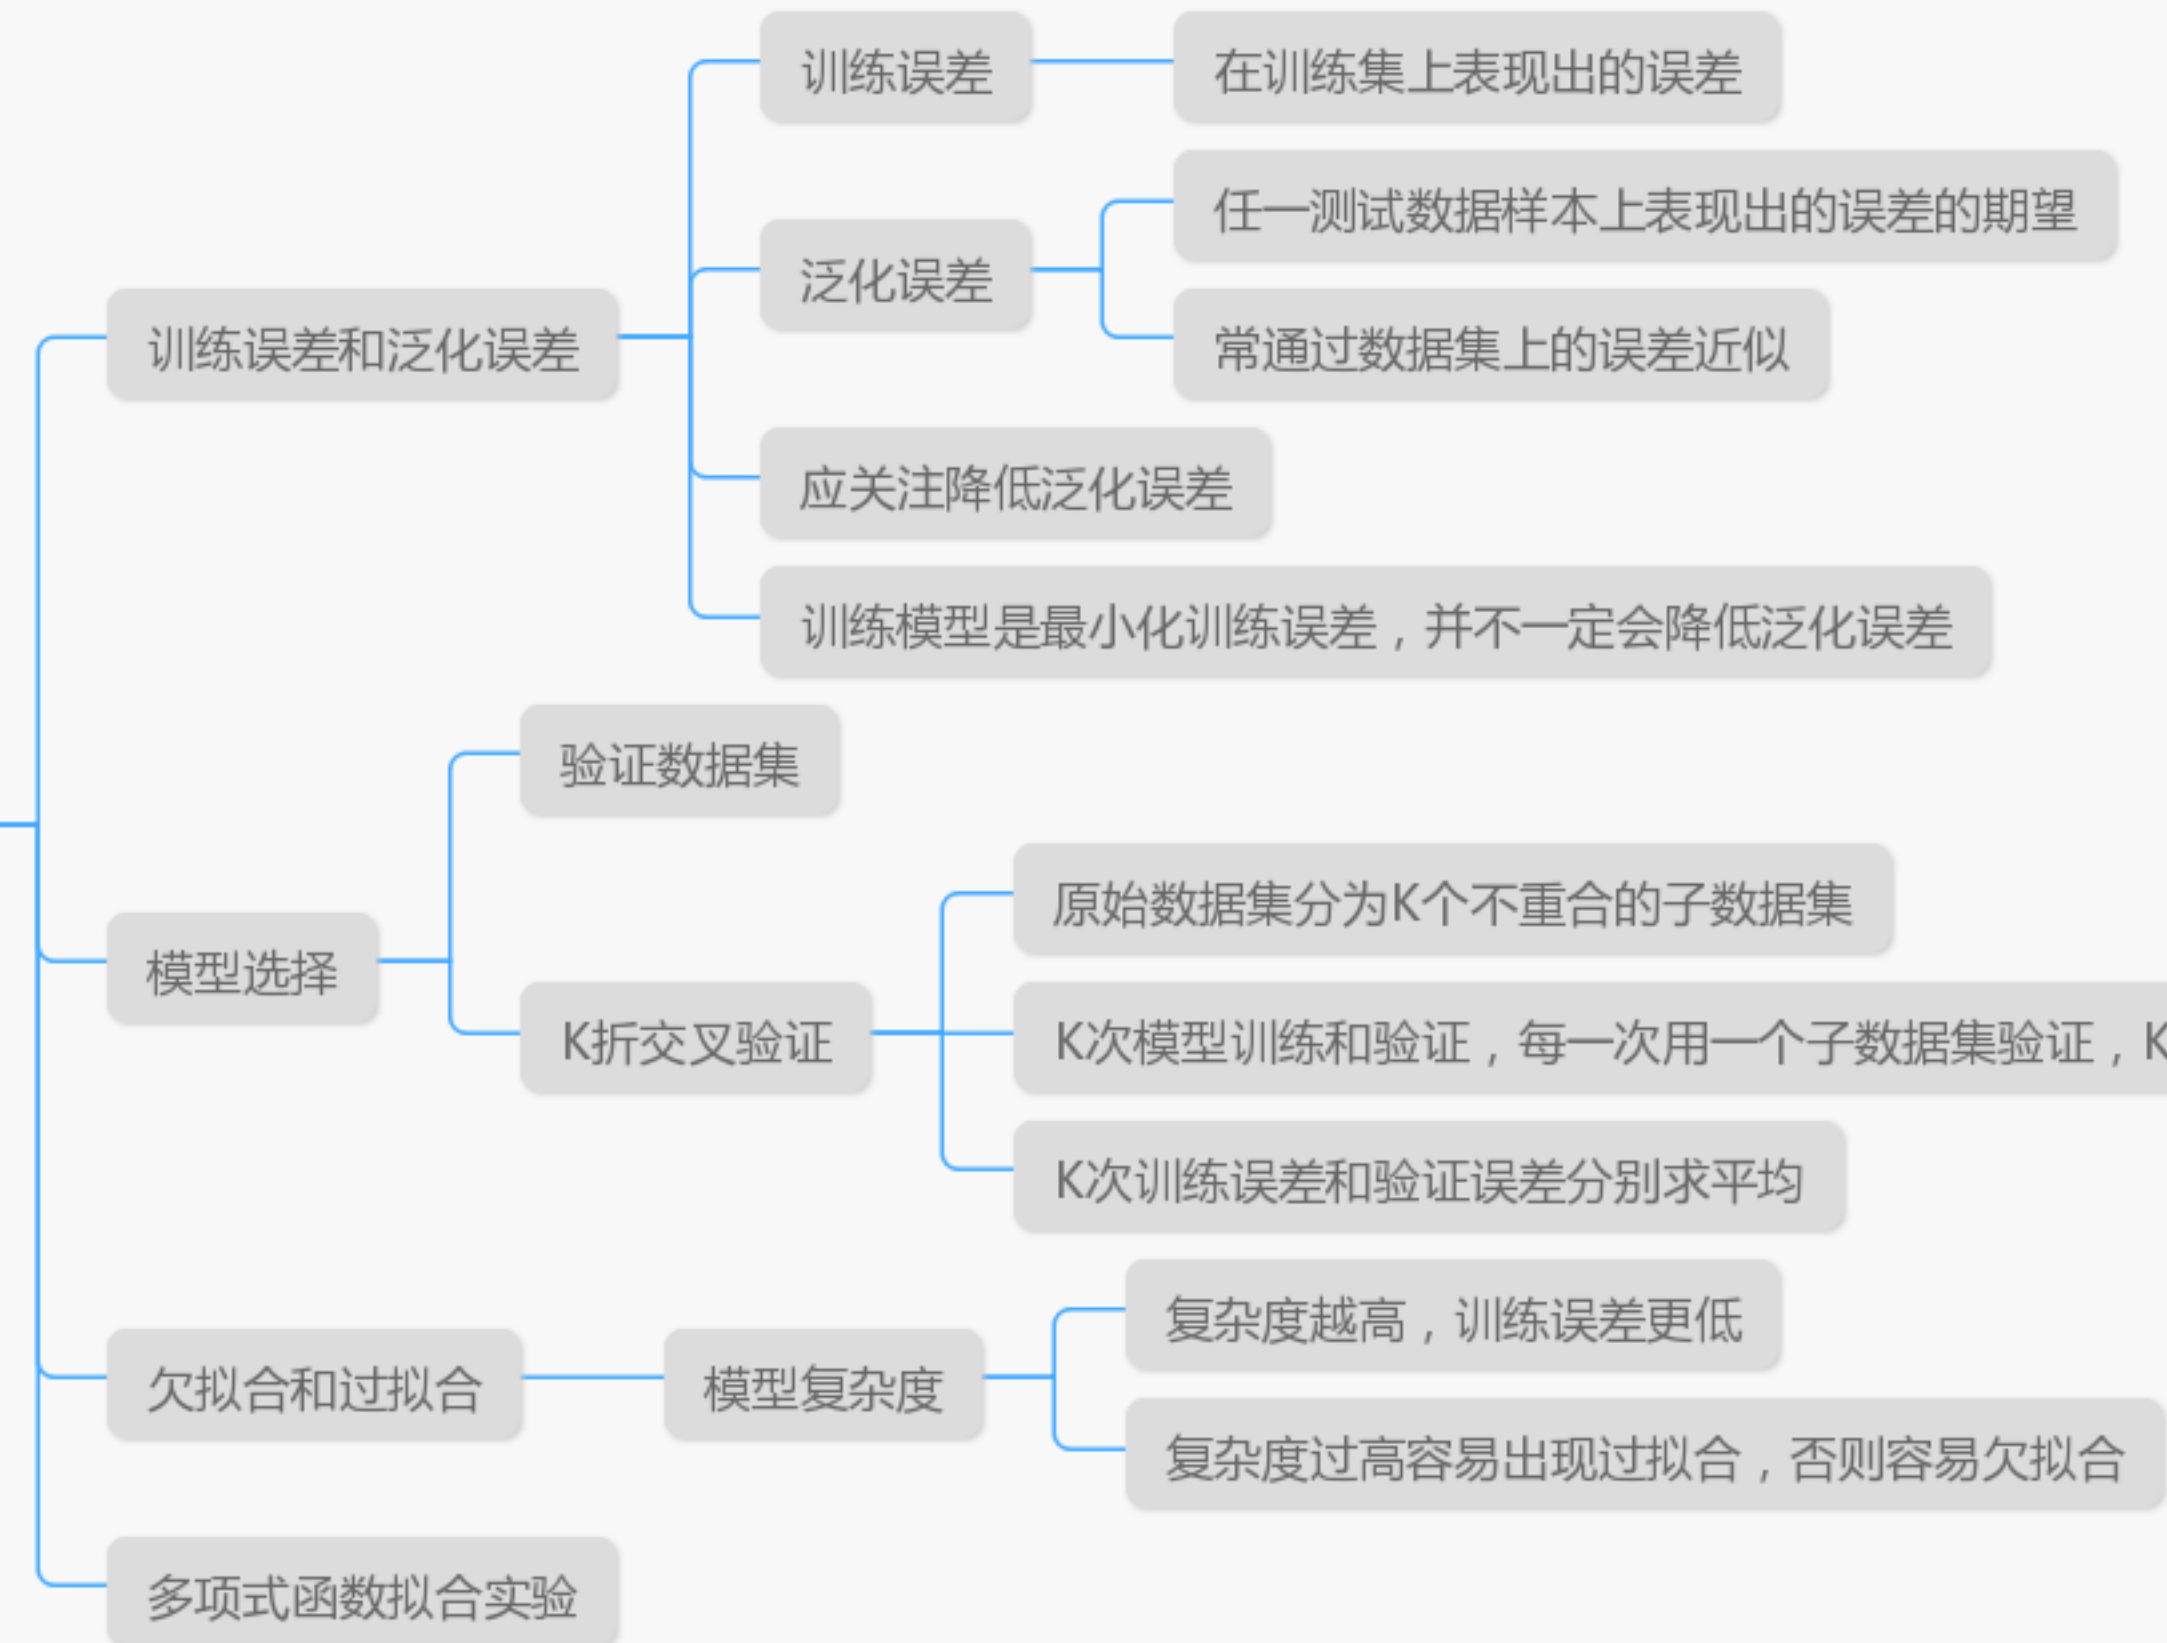 训练误差和泛化误差
训练误差
在训练集上表现出的误差
泛化误差
任一测试数据样本上表现出的误差的期望
常通过数据集上的误差近似
应关注降低泛化误差
训练模型是最小化训练误差，并不一定会降低泛化误差
模型选择
验证数据集
K折交叉验证
原始数据集分为K个不重合的子数据集
K次模型训练和验证，每一次用一个子数据集验证，K
K次训练误差和验证误差分别求平均
欠拟合和过拟合
模型复杂度
复杂度越高，训练误差更低
复杂度过高容易出现过拟合，否则容易欠拟合
多项式函数拟合实验